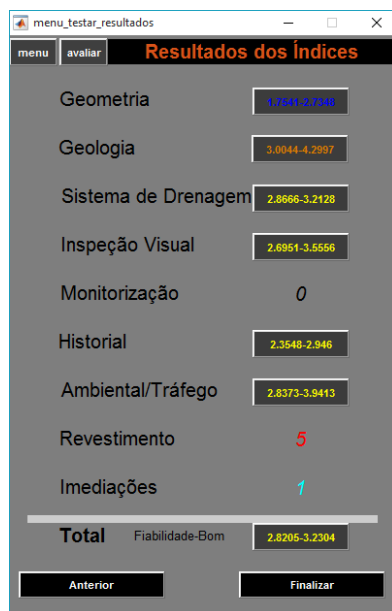 menu_testar_resultados
menu avaliar Resultados dos Índices
Geometria 1.7541-2.7348
Geologia 3.0044-4.2997
Sistema de Drenagem 2.8666-3.2128
Inspeção Visual 2.6951-3.5556
Monitorização 0
Historial 2.3548-2.946
Ambiental/Tráfego 2.8373-3.9413
Revestimento 5
Imediações 1
Total Fiabilidade-Bom 2.8205-3.2304
Anterior Finalizar